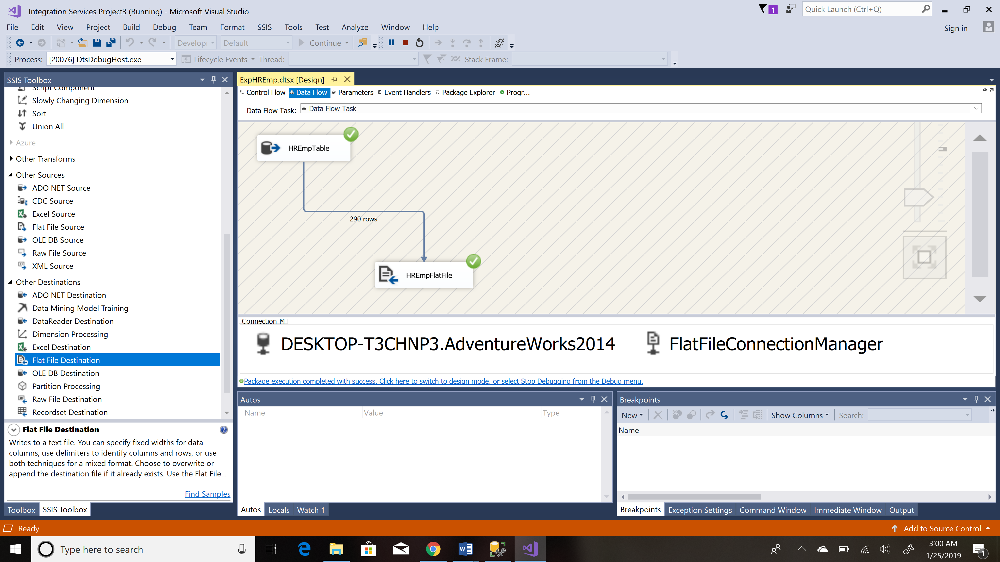 Integration Services Project3 (Running) - Microsoft Visual Studio
1
Quick Launch (Ctrl+Q)
File Edit View Project Build Debug Team Format SSIS Tools Test Analyze Window Help
Sign in
Develop Default Continue
Process: [20076] DtsDebugHost.exe Lifecycle Events Thread: Stack Frame:
SSIS Toolbox
Script Component
Slowly Changing Dimension
Sort
Union All
Azure
Other Transforms
Other Sources
ADO NET Source
CDC Source
Excel Source
Flat File Source
OLE DB Source
Raw File Source
XML Source
Other Destinations
ADO NET Destination
Data Mining Model Training
DataReader Destination
Dimension Processing
Excel Destination
Flat File Destination
OLE DB Destination
Partition Processing
Raw File Destination
Recordset Destination
Flat File Destination
Writes to a text file. You can specify fixed widths for data
columns, use delimiters to identify columns and rows, or use
both techniques for a mixed format. Choose to overwrite or
append the destination file if it already exists. Use the Flat File...
Find Samples
Toolbox SSIS Toolbox
ExpHREmp.dtsx [Design]
Control Flow Data Flow Parameters Event Handlers Package Explorer Progr...
Data Flow Task: Data Flow Task
HREmpTable
290 rows
HREmpFlatFile
Connection M
DESKTOP-T3CHNP3.AdventureWorks2014 FlatFileConnectionManager
Package execution completed with success. Click here to switch to design mode, or select Stop Debugging from the Debug menu.
Autos
Name Value Type
Autos Locals Watch 1
Breakpoints
New Show Columns Search:
Name
Breakpoints Exception Settings Command Window Immediate Window Output
Ready
Add to Source Control
Type here to search
3:00 AM
1/25/2019
1